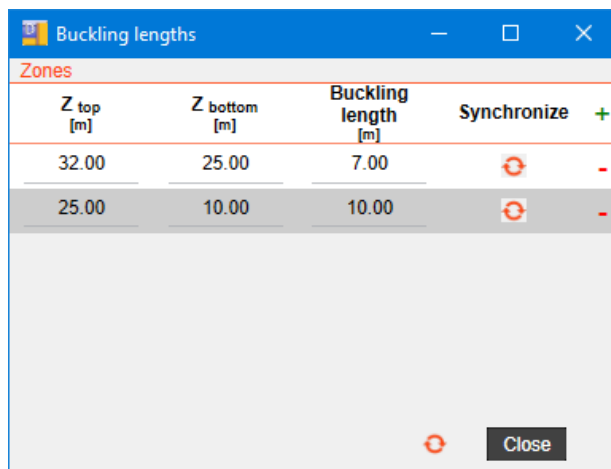 Buckling lengths
Zones
Z top [m] Z bottom [m] Buckling length [m] Synchronize +
32.00 25.00 7.00 -
25.00 10.00 10.00 -
Close